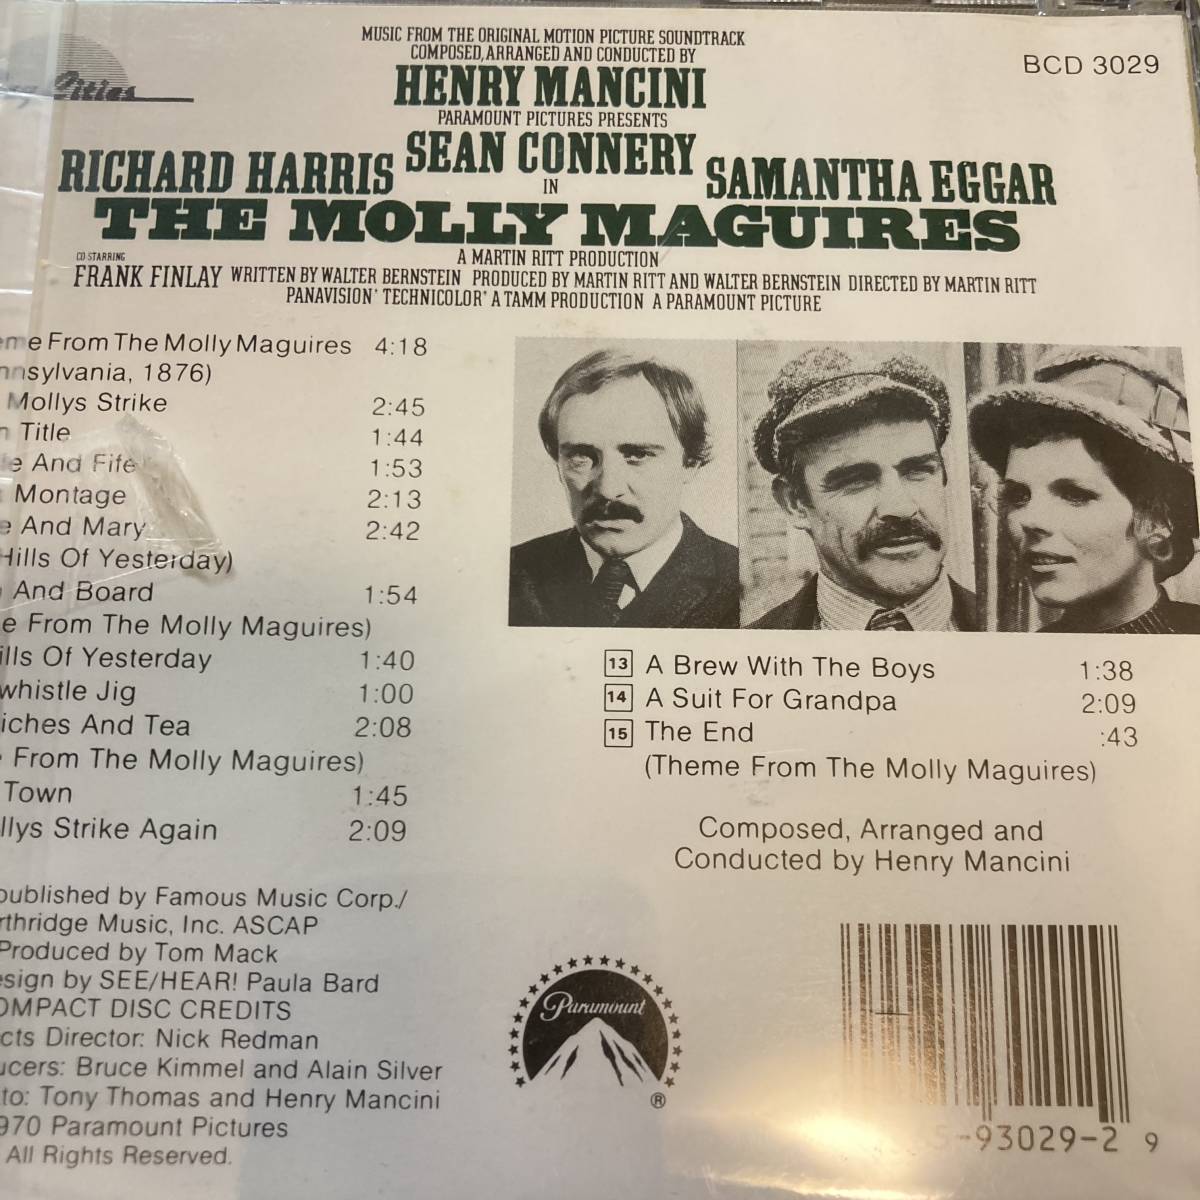 MUSIC FROM THE ORIGINAL MOTION PICTURE SOUNDTRACK
COMPOSED, ARRANGED AND CONDUCTED BY
HENRY MANCINI
BCD 3029
Cities
PARAMOUNT PICTURES PRESENTS
RICHARD HARRIS SEAN CONNERY SAMANTHA EGGAR
IN
THE MOLLY MAGUIRES
A MARTIN RITT PRODUCTION
CO STARRING
FRANK FINLAY WRITTEN BY WALTER BERNSTEIN PRODUCED BY MARTIN RITT AND WALTER BERNSTEIN DIRECTED BY MARTIN RITT
PANAVISION® TECHNICOLOR® A TAMM PRODUCTION A PARAMOUNT PICTURE
eme From The Molly Maguires 4:18
nnsylvania, 1876)
Mollys Strike 2:45
n Title 1:44
e And Fife 1:53
Montage 2:13
e And Mary 2:42
Hills Of Yesterday)
And Board 1:54
e From The Molly Maguires)
ills Of Yesterday 1:40
whistle Jig 1:00
iches And Tea 2:08
From The Molly Maguires)
Town 1:45
llys Strike Again 2:09
13 A Brew With The Boys 1:38
14 A Suit For Grandpa 2:09
15 The End :43
(Theme From The Molly Maguires)
Composed, Arranged and
Conducted by Henry Mancini
published by Famous Music Corp./
rthridge Music, Inc. ASCAP
Produced by Tom Mack
esign by SEE/HEAR! Paula Bard
OMPACT DISC CREDITS
cts Director: Nick Redman
ucers: Bruce Kimmel and Alain Silver
to: Tony Thomas and Henry Mancini
970 Paramount Pictures
All Rights Reserved.
Paramount
®
5-93029-2 9